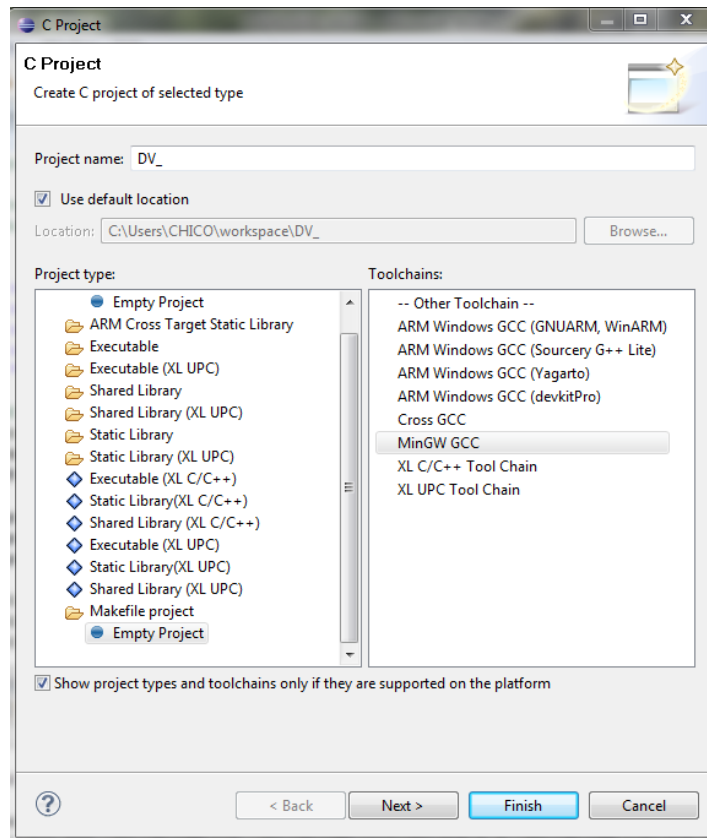 C Project
C Project
Create C project of selected type
Project name: DV_
Use default location
Location: C:\Users\CHICO\workspace\DV_ Browse...
Project type:
Empty Project
ARM Cross Target Static Library
Executable
Executable (XL UPC)
Shared Library
Shared Library (XL UPC)
Static Library
Static Library (XL UPC)
Executable (XL C/C++)
Static Library(XL C/C++)
Shared Library (XL C/C++)
Executable (XL UPC)
Static Library(XL UPC)
Shared Library (XL UPC)
Makefile project
Empty Project
Toolchains:
-- Other Toolchain --
ARM Windows GCC (GNUARM, WinARM)
ARM Windows GCC (Sourcery G++ Lite)
ARM Windows GCC (Yagarto)
ARM Windows GCC (devkitPro)
Cross GCC
MinGW GCC
XL C/C++ Tool Chain
XL UPC Tool Chain
Show project types and toolchains only if they are supported on the platform
? < Back Next > Finish Cancel